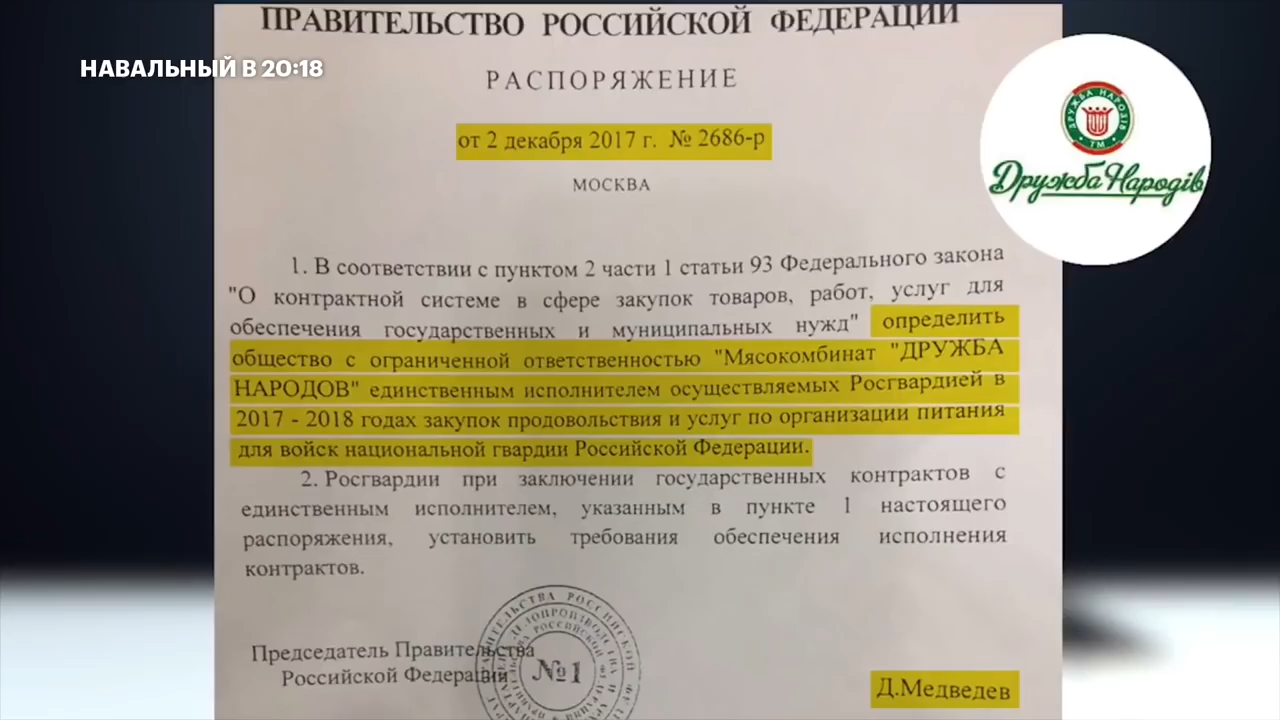 ПРАВИТЕЛЬСТВО РОССИЙСКОЙ ФЕДЕРАЦИИ
НАВАЛЬНЫЙ В 20:18
РАСПОРЯЖЕНИЕ
от 2 декабря 2017 г. № 2686-р
МОСКВА
ДРУЖБА НАРОДІВ
ТМ
Дружба Народів
1. В соответствии с пунктом 2 части 1 статьи 93 Федерального закона
"О контрактной системе в сфере закупок товаров, работ, услуг для
обеспечения государственных и муниципальных нужд" определить
общество с ограниченной ответственностью "Мясокомбинат "ДРУЖБА
НАРОДОВ" единственным исполнителем осуществляемых Росгвардией в
2017 - 2018 годах закупок продовольствия и услуг по организации питания
для войск национальной гвардии Российской Федерации.
2. Росгвардии при заключении государственных контрактов с
единственным исполнителем, указанным в пункте 1 настоящего
распоряжения, установить требования обеспечения исполнения
контрактов.
Председатель Правительства
Российской Федерации
№1
Д.Медведев